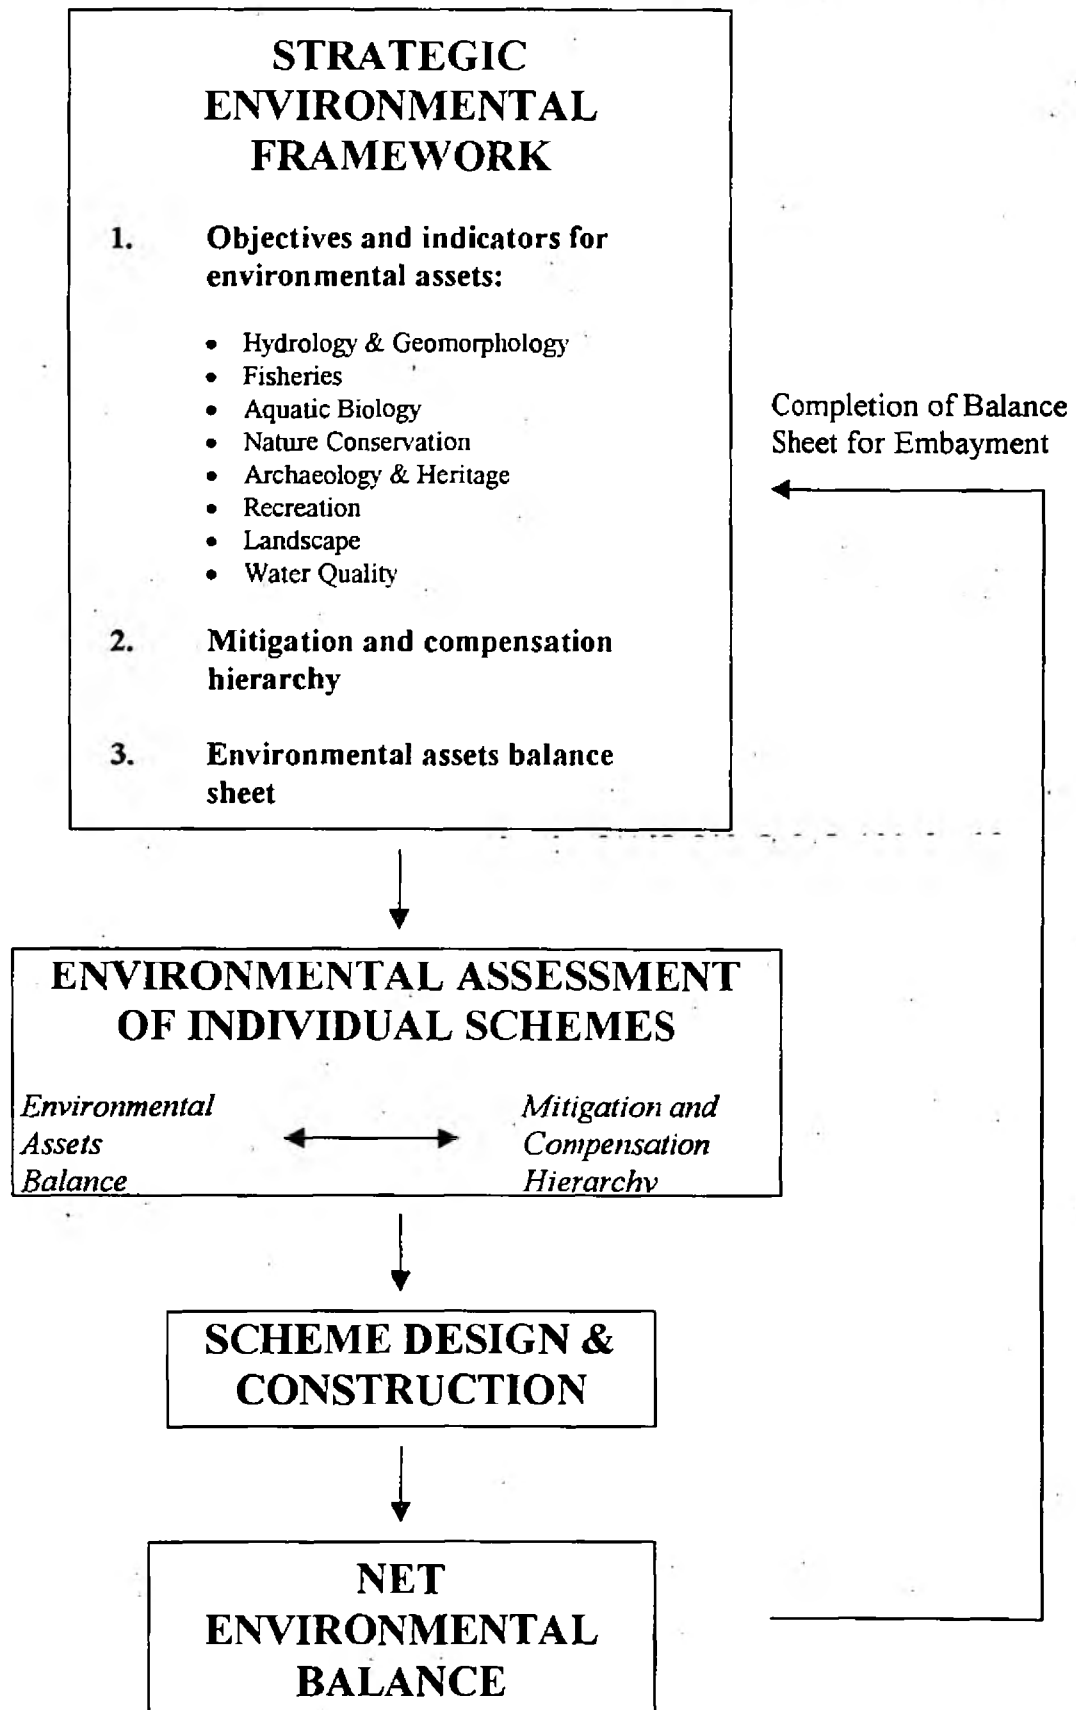 STRATEGIC
ENVIRONMENTAL
FRAMEWORK
1. Objectives and indicators for
environmental assets:
• Hydrology & Geomorphology
• Fisheries
• Aquatic Biology
• Nature Conservation
• Archaeology & Heritage
• Recreation
• Landscape
• Water Quality
Completion of Balance
Sheet for Embayment
2. Mitigation and compensation
hierarchy
3. Environmental assets balance
sheet
ENVIRONMENTAL ASSESSMENT
OF INDIVIDUAL SCHEMES
Environmental
Assets
Balance
Mitigation and
Compensation
Hierarchy
SCHEME DESIGN &
CONSTRUCTION
NET
ENVIRONMENTAL
BALANCE